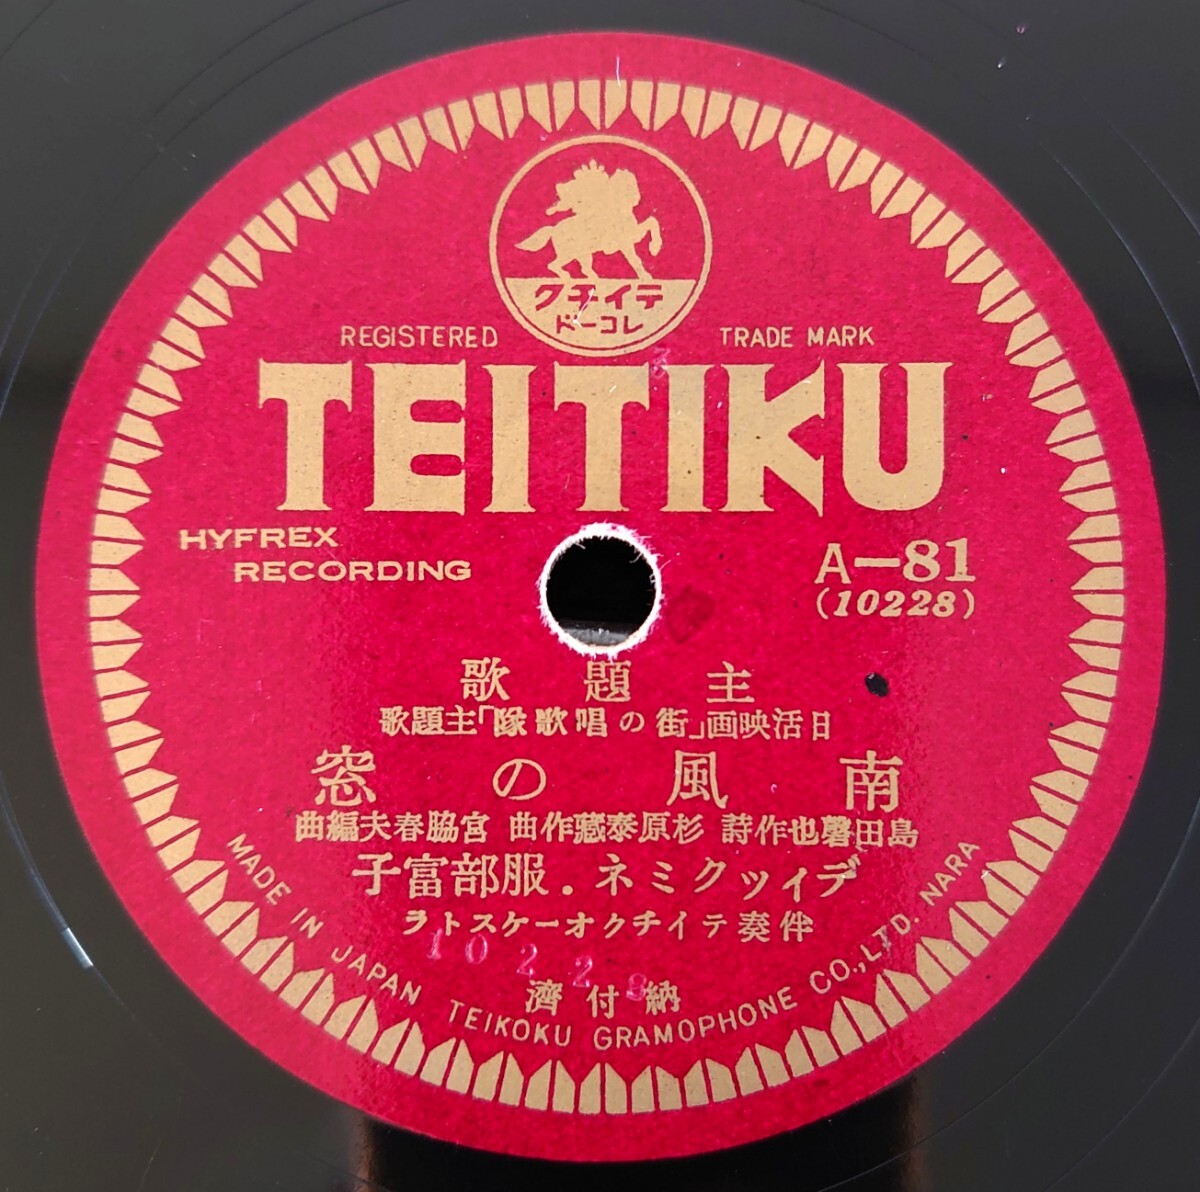 テイチク
レコード
REGISTERED TRADE MARK
TEITIKU
HYFREX
RECORDING
A-81
(10228)
主題歌
日活映画「街の唱歌隊」主題歌
南風の窓
島田磬也作詩 杉原泰藏作曲 宮脇春夫編曲
デイックミネ・服部富子
伴奏テイチクオーケストラ
10228
納付濟
MADE IN JAPAN TEIKOKU GRAMOPHONE CO., LTD. NARA